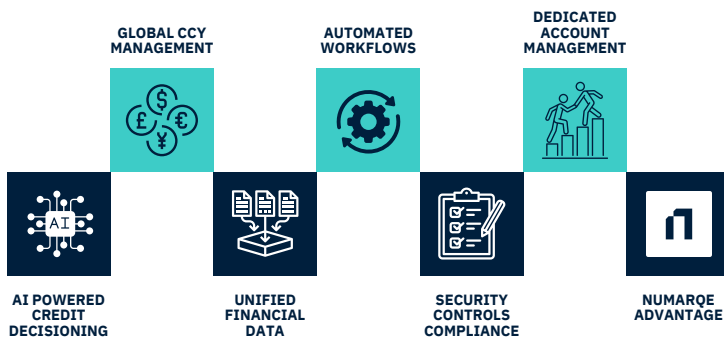 GLOBAL CCY
MANAGEMENT
AUTOMATED
WORKFLOWS
DEDICATED
ACCOUNT
MANAGEMENT
$
£
€
¥
AI
n
AI POWERED
CREDIT
DECISIONING
UNIFIED
FINANCIAL
DATA
SECURITY
CONTROLS
COMPLIANCE
NUMARQE
ADVANTAGE